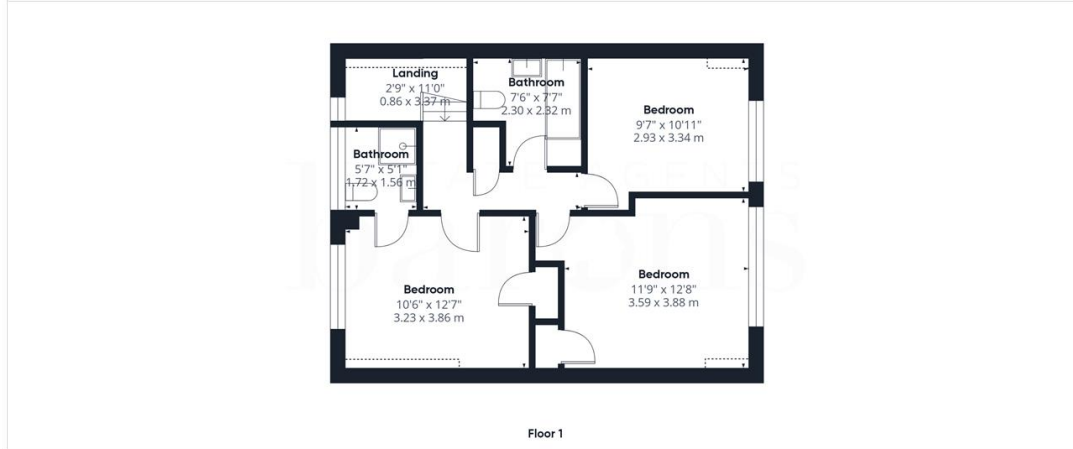 Landing
2'9" x 11'0"
0.86 x 3.37 m
Bathroom
7'6" x 7'7"
2.30 x 2.32 m
Bedroom
9'7" x 10'11"
2.93 x 3.34 m
Bathroom
5'7" x 5'1"
1.72 x 1.56 m
Bedroom
10'6" x 12'7"
3.23 x 3.86 m
Bedroom
11'9" x 12'8"
3.59 x 3.88 m
barons
Floor 1